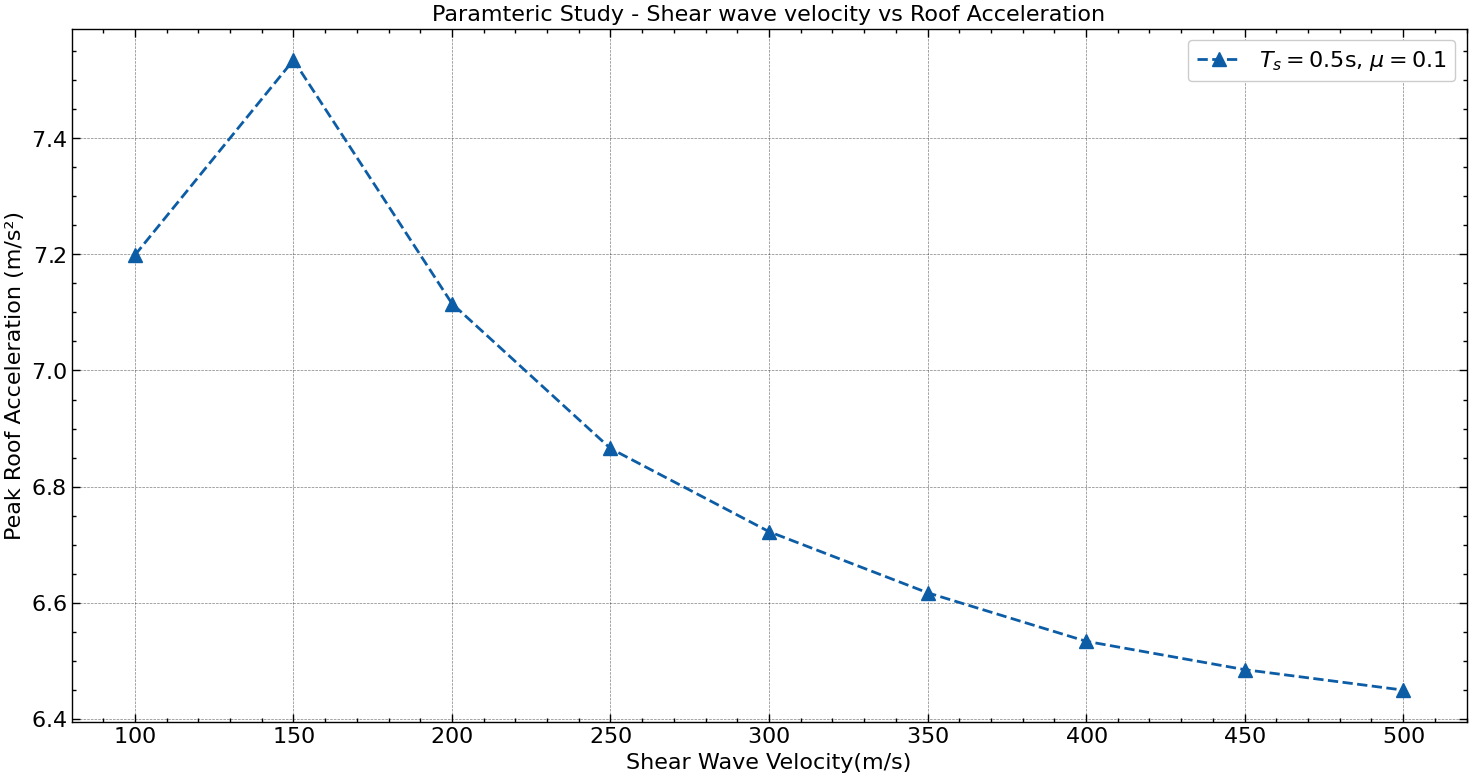 Paramteric Study - Shear wave velocity vs Roof Acceleration
T_s = 0.5s, μ = 0.1
Peak Roof Acceleration (m/s²)
7.4
7.2
7.0
6.8
6.6
6.4
100 150 200 250 300 350 400 450 500
Shear Wave Velocity(m/s)